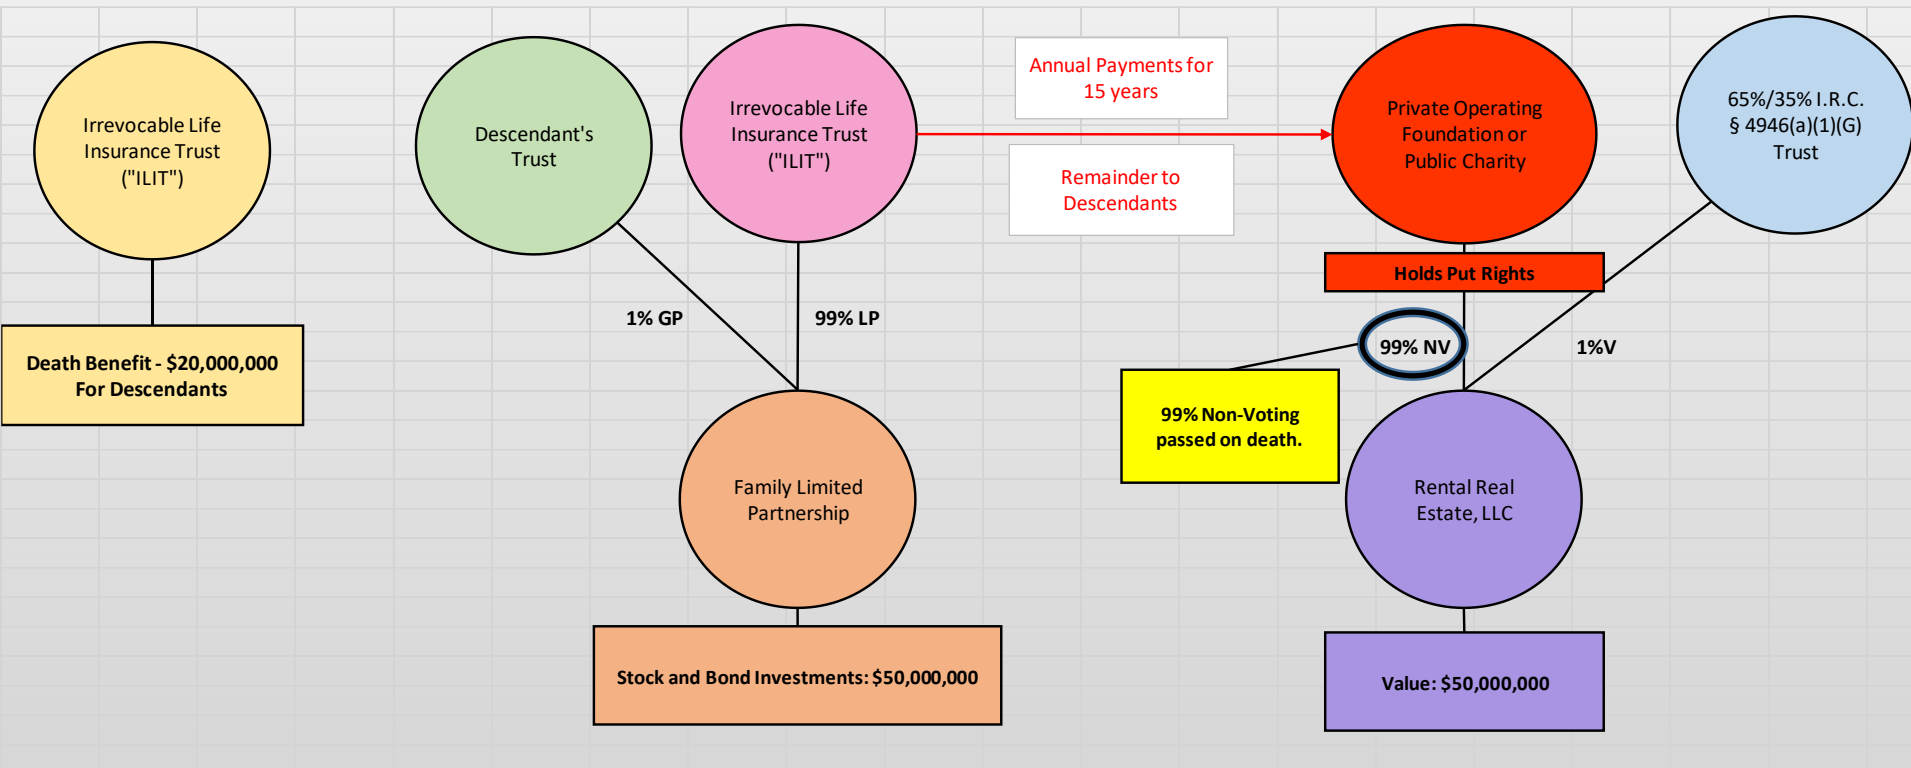 Irrevocable Life
Insurance Trust
("ILIT")
Descendant's
Trust
Irrevocable Life
Insurance Trust
("ILIT")
Annual Payments for
15 years
Remainder to
Descendants
Private Operating
Foundation or
Public Charity
65%/35% I.R.C.
§ 4946(a)(1)(G)
Trust
Holds Put Rights
1% GP
99% LP
99% NV
1%V
Death Benefit - $20,000,000
For Descendants
99% Non-Voting
passed on death.
Family Limited
Partnership
Rental Real
Estate, LLC
Stock and Bond Investments: $50,000,000
Value: $50,000,000